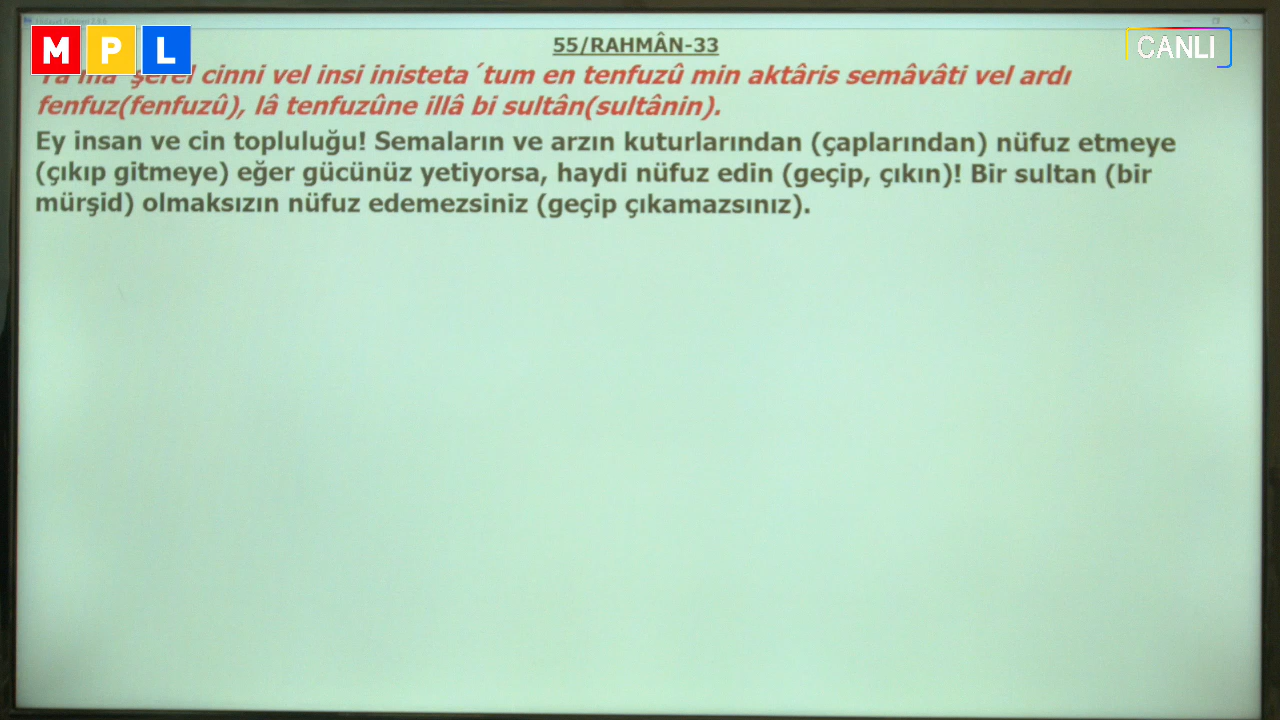 MPL
CANLI
55/RAHMÂN-33
cinni vel insi inisteta´tum en tenfuzû min aktâris semâvâti vel ardı
fenfuz(fenfuzû), lâ tenfuzûne illâ bi sultân(sultânin).
Ey insan ve cin topluluğu! Semaların ve arzın kuturlarından (çaplarından) nüfuz etmeye
(çıkıp gitmeye) eğer gücünüz yetiyorsa, haydi nüfuz edin (geçip, çıkın)! Bir sultan (bir
mürşid) olmaksızın nüfuz edemezsiniz (geçip çıkamazsınız).